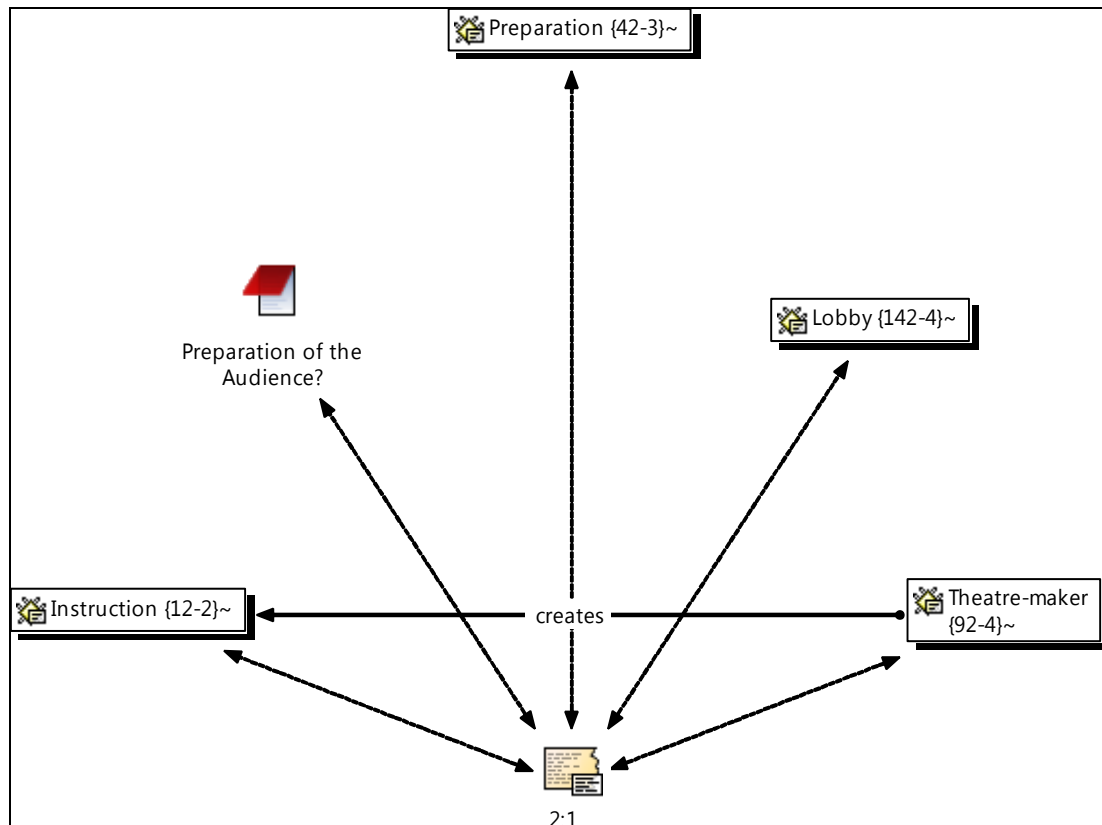 Preparation {42-3}~
Preparation of the
Audience?
Lobby {142-4}~
Instruction {12-2}~
creates
Theatre-maker
{92-4}~
2:1